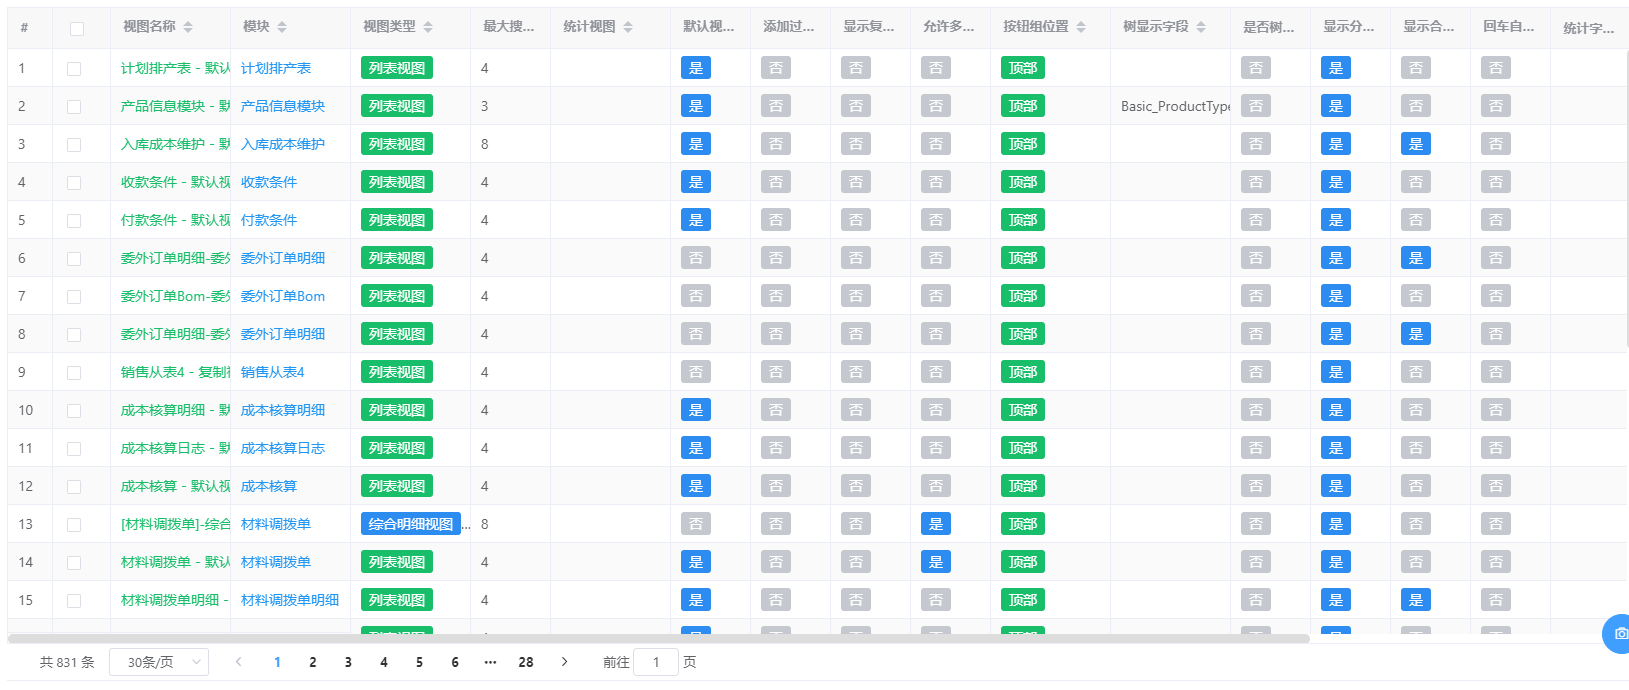 # 视图名称 模块 视图类型 最大搜... 统计视图 默认视... 添加过... 显示复... 允许多... 按钮组位置 树显示字段 是否树... 显示分... 显示合... 回车自... 统计字...
1 计划排产表 - 默认 计划排产表 列表视图 4 是 否 否 否 顶部 否 是 否 否
2 产品信息模块 - 默 产品信息模块 列表视图 3 是 否 否 否 顶部 Basic_ProductType 否 是 否 否
3 入库成本维护 - 默 入库成本维护 列表视图 8 是 否 否 否 顶部 否 是 是 否
4 收款条件 - 默认视 收款条件 列表视图 4 是 否 否 否 顶部 否 是 否 否
5 付款条件 - 默认视 付款条件 列表视图 4 是 否 否 否 顶部 否 是 否 否
6 委外订单明细-委外 委外订单明细 列表视图 4 否 否 否 否 顶部 否 是 是 否
7 委外订单Bom-委外 委外订单Bom 列表视图 4 否 否 否 否 顶部 否 是 否 否
8 委外订单明细-委外 委外订单明细 列表视图 4 否 否 否 否 顶部 否 是 是 否
9 销售从表4 - 复制视 销售从表4 列表视图 4 否 否 否 否 顶部 否 是 否 否
10 成本核算明细 - 默 成本核算明细 列表视图 4 是 否 否 否 顶部 否 是 否 否
11 成本核算日志 - 默 成本核算日志 列表视图 4 是 否 否 否 顶部 否 是 否 否
12 成本核算 - 默认视 成本核算 列表视图 4 是 否 否 否 顶部 否 是 否 否
13 [材料调拨单]-综合 材料调拨单 综合明细视图 ... 8 否 否 否 是 顶部 否 是 否 否
14 材料调拨单 - 默认 材料调拨单 列表视图 4 是 否 否 是 顶部 否 是 否 否
15 材料调拨单明细 - 材料调拨单明细 列表视图 4 是 否 否 否 顶部 否 是 是 否
共 831 条 30条/页 1 2 3 4 5 6 ••• 28 前往 1 页